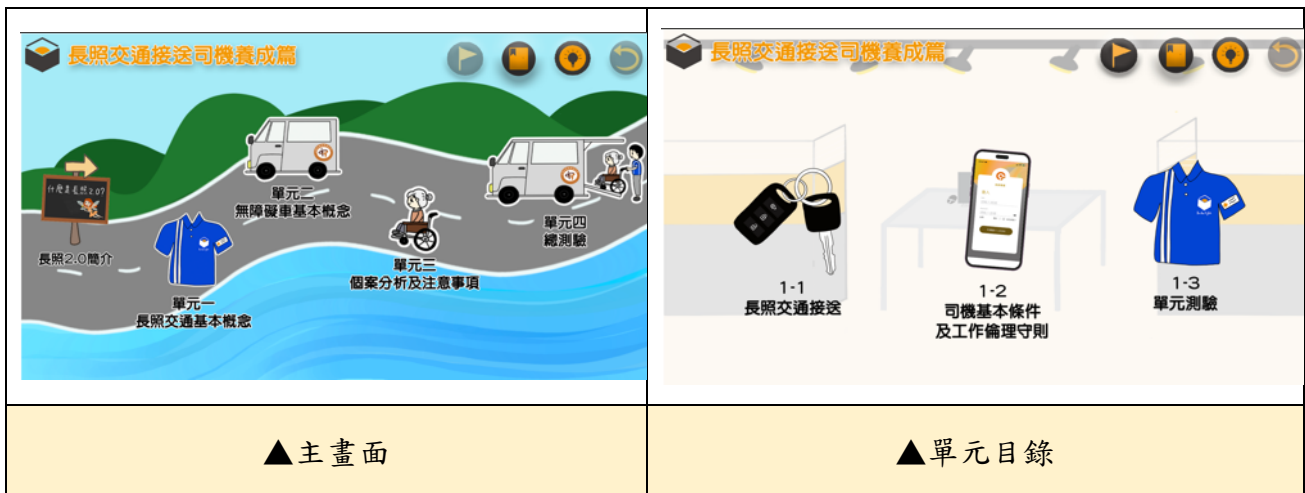 長照交通接送司機養成篇
什麼是長照2.0?
長照2.0簡介
單元一
長照交通基本概念
單元二
無障礙車基本概念
單元三
個案分析及注意事項
單元四
總測驗
▲主畫面
長照交通接送司機養成篇
1-1
長照交通接送
1-2
司機基本條件
及工作倫理守則
1-3
單元測驗
▲單元目錄